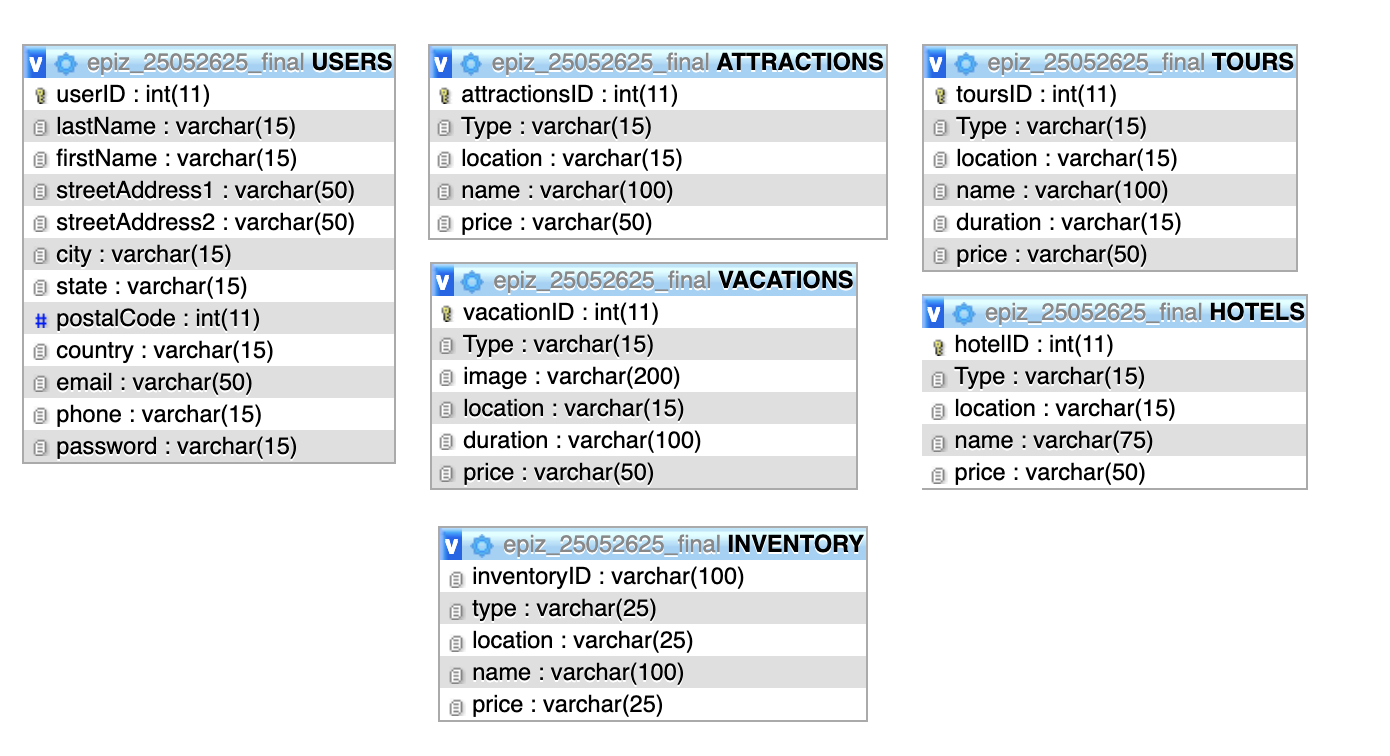 v epiz_25052625_final USERS
userID : int(11)
lastName : varchar(15)
firstName : varchar(15)
streetAddress1 : varchar(50)
streetAddress2 : varchar(50)
city : varchar(15)
state : varchar(15)
# postalCode : int(11)
country : varchar(15)
email : varchar(50)
phone : varchar(15)
password : varchar(15)
v epiz_25052625_final ATTRACTIONS
attractionsID : int(11)
Type : varchar(15)
location : varchar(15)
name : varchar(100)
price : varchar(50)
v epiz_25052625_final VACATIONS
vacationID : int(11)
Type : varchar(15)
image : varchar(200)
location : varchar(15)
duration : varchar(100)
price : varchar(50)
v epiz_25052625_final TOURS
toursID : int(11)
Type : varchar(15)
location : varchar(15)
name : varchar(100)
duration : varchar(15)
price : varchar(50)
v epiz_25052625_final HOTELS
hotelID : int(11)
Type : varchar(15)
location : varchar(15)
name : varchar(75)
price : varchar(50)
v epiz_25052625_final INVENTORY
inventoryID : varchar(100)
type : varchar(25)
location : varchar(25)
name : varchar(100)
price : varchar(25)